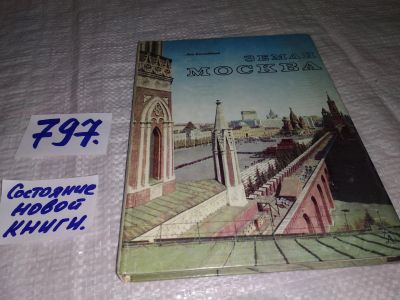 797.
Состояние
новой
книги.
ЗЕМЛЯ
МОСКВА